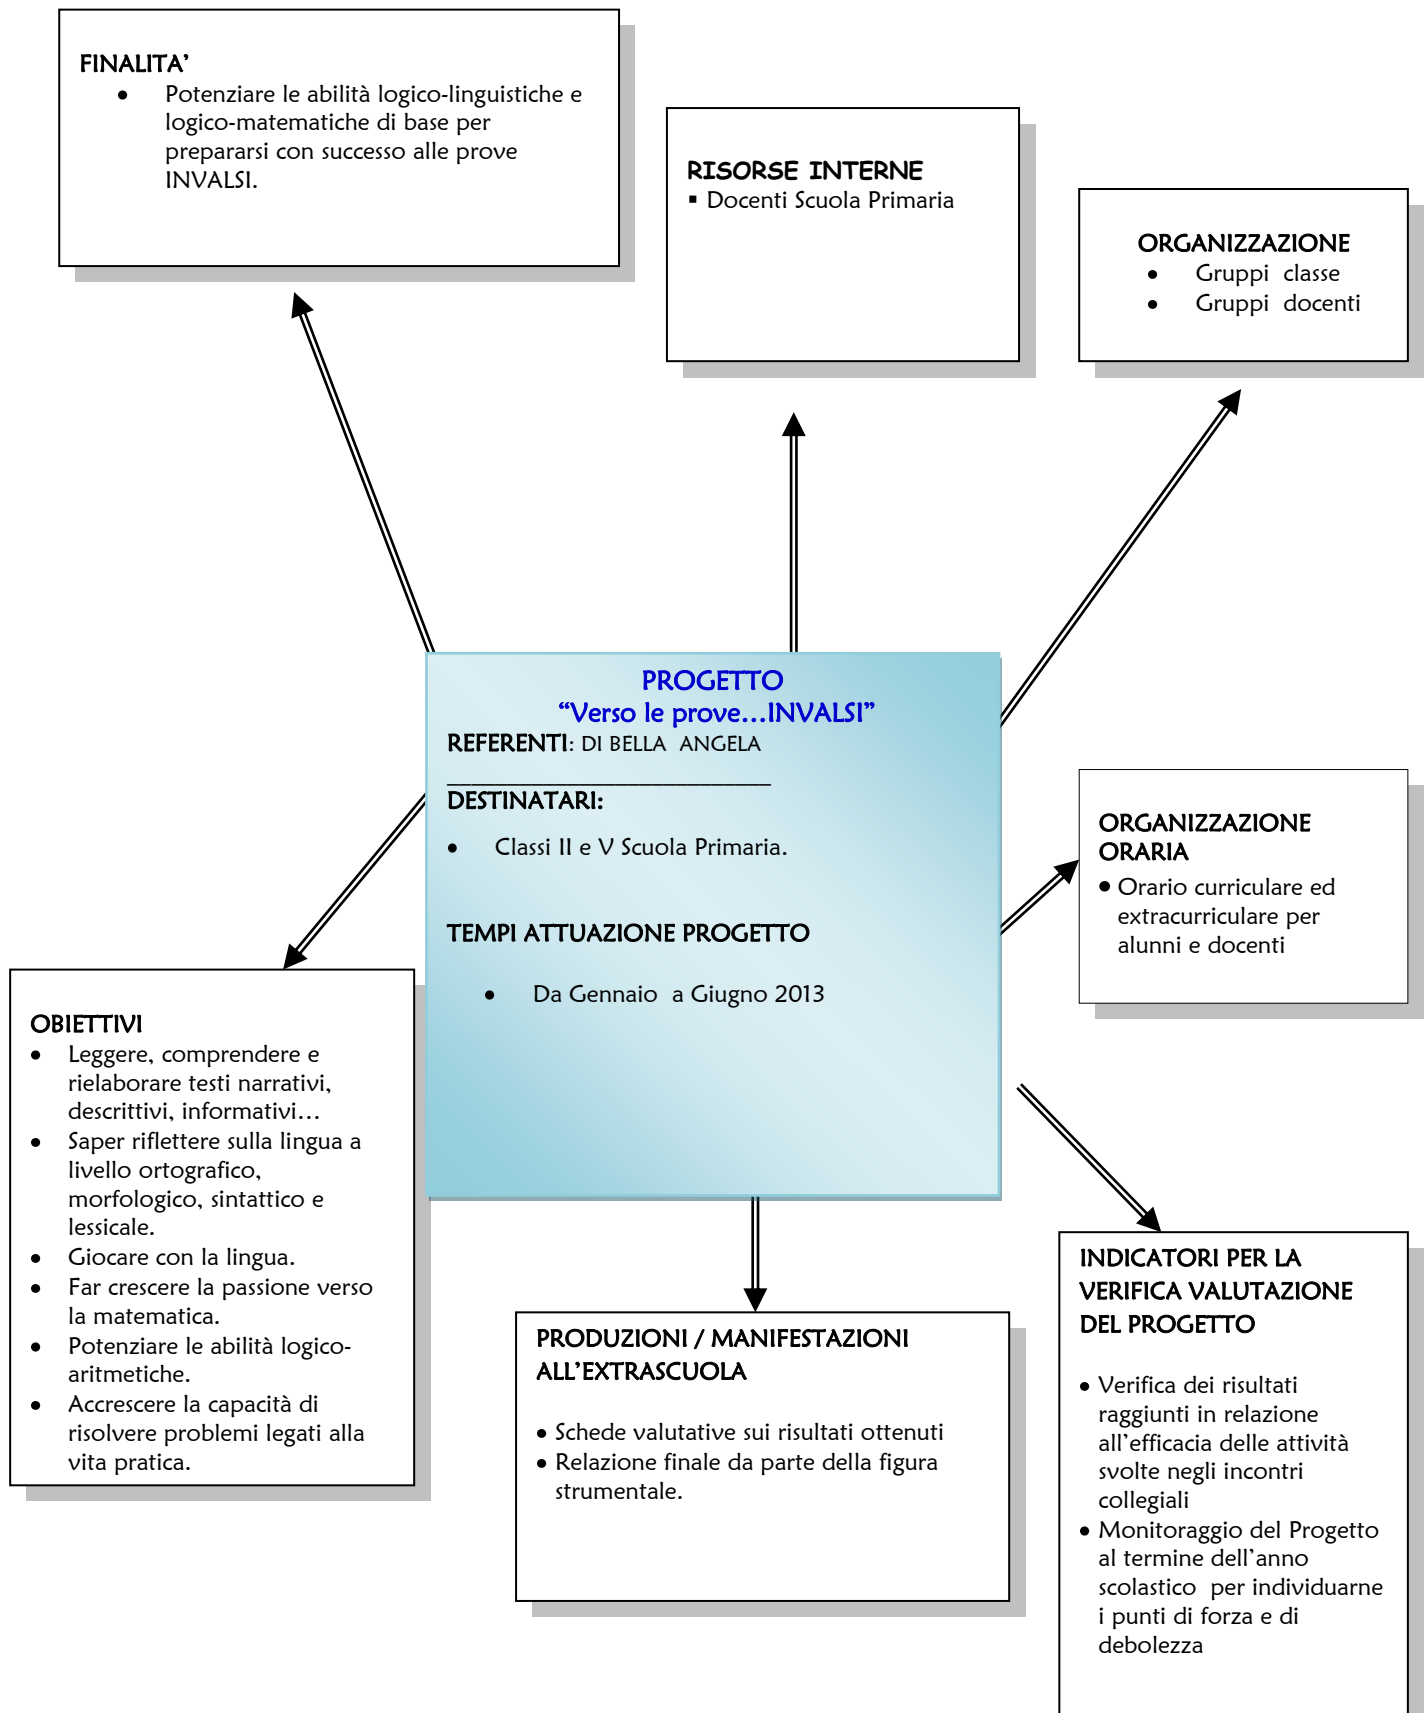 FINALITA’
• Potenziare le abilità logico-linguistiche e
logico-matematiche di base per
prepararsi con successo alle prove
INVALSI.
RISORSE INTERNE
▪ Docenti Scuola Primaria
ORGANIZZAZIONE
• Gruppi classe
• Gruppi docenti
PROGETTO
“Verso le prove…INVALSI”
REFERENTI: DI BELLA ANGELA
___________________________
DESTINATARI:
• Classi II e V Scuola Primaria.
TEMPI ATTUAZIONE PROGETTO
• Da Gennaio a Giugno 2013
ORGANIZZAZIONE
ORARIA
• Orario curriculare ed
extracurriculare per
alunni e docenti
OBIETTIVI
• Leggere, comprendere e
rielaborare testi narrativi,
descrittivi, informativi…
• Saper riflettere sulla lingua a
livello ortografico,
morfologico, sintattico e
lessicale.
• Giocare con la lingua.
• Far crescere la passione verso
la matematica.
• Potenziare le abilità logico-
aritmetiche.
• Accrescere la capacità di
risolvere problemi legati alla
vita pratica.
PRODUZIONI / MANIFESTAZIONI
ALL’EXTRASCUOLA
• Schede valutative sui risultati ottenuti
• Relazione finale da parte della figura
strumentale.
INDICATORI PER LA
VERIFICA VALUTAZIONE
DEL PROGETTO
• Verifica dei risultati
raggiunti in relazione
all’efficacia delle attività
svolte negli incontri
collegiali
• Monitoraggio del Progetto
al termine dell’anno
scolastico per individuarne
i punti di forza e di
debolezza